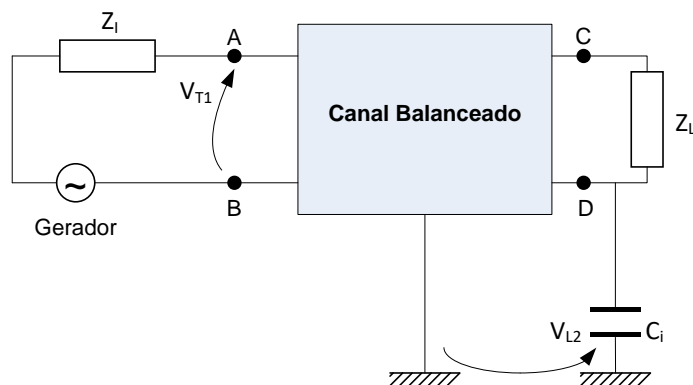 Z_I
A
C
V_T1
Canal Balanceado
Z_L
~
B
D
Gerador
V_L2
C_i